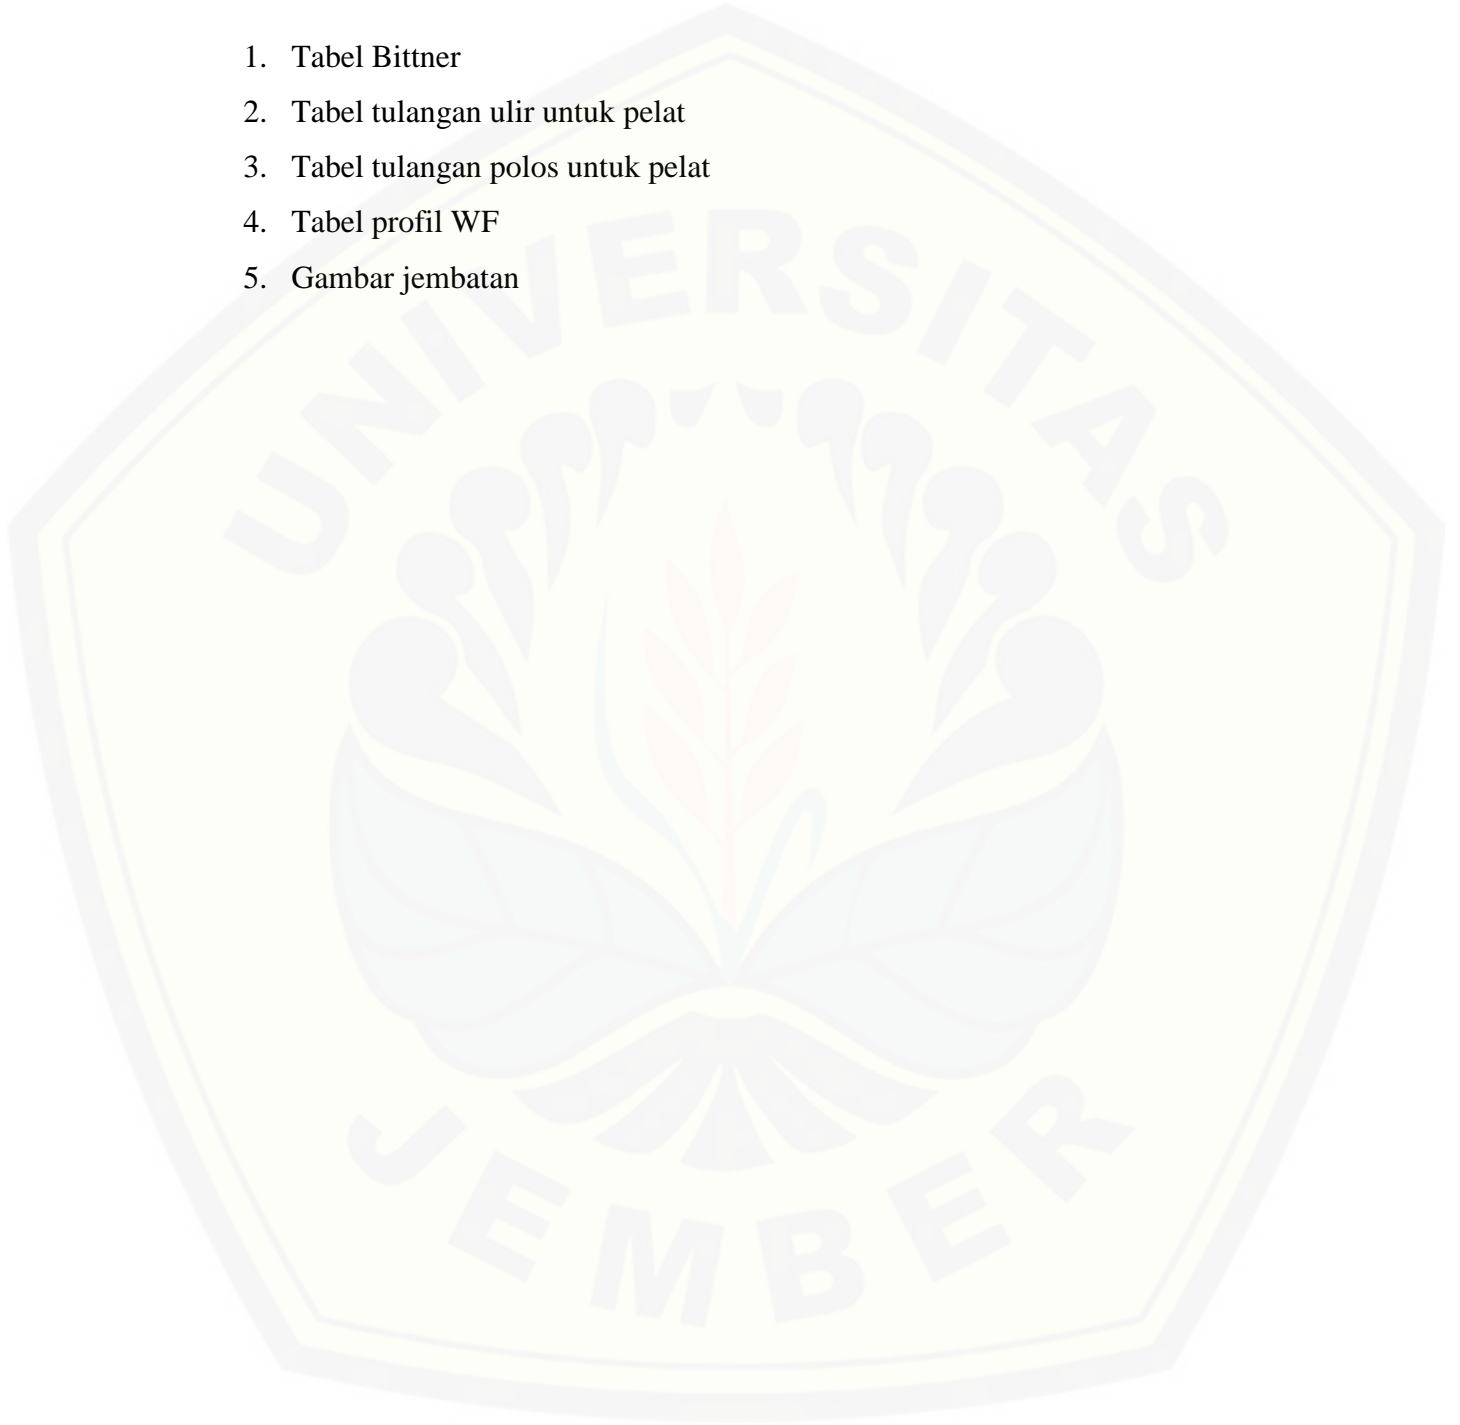 1. Tabel Bittner
2. Tabel tulangan ulir untuk pelat
3. Tabel tulangan polos untuk pelat
4. Tabel profil WF
5. Gambar jembatan
UNIVERSITAS
JEMBER